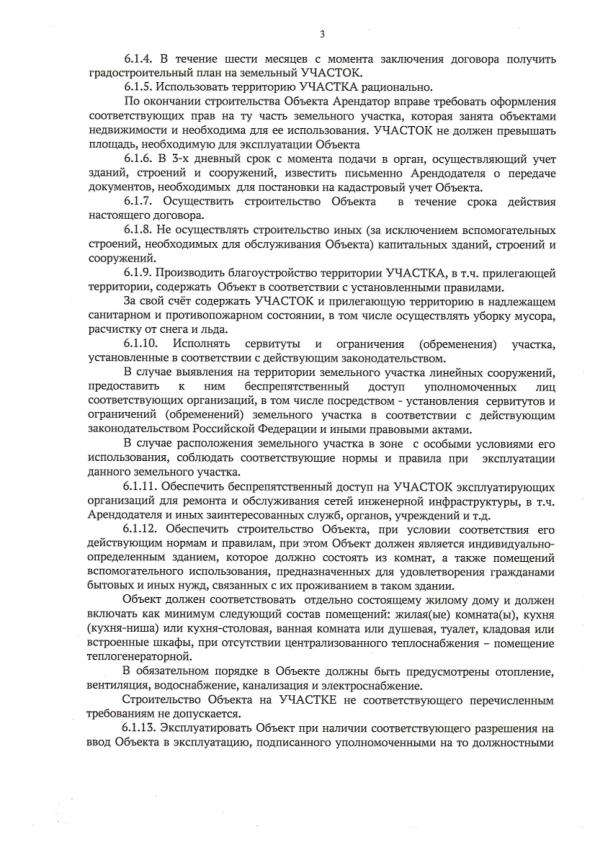 3
6.1.4. В течение шести месяцев с момента заключения договора получить
градостроительный план на земельный УЧАСТОК.
6.1.5. Использовать территорию УЧАСТКА рационально.
По окончании строительства Объекта Арендатор вправе требовать оформления
соответствующих прав на ту часть земельного участка, которая занята объектами
недвижимости и необходима для ее использования. УЧАСТОК не должен превышать
площадь, необходимую для эксплуатации Объекта
6.1.6. В 3-х дневный срок с момента подачи в орган, осуществляющий учет
зданий, строений и сооружений, известить письменно Арендодателя о передаче
документов, необходимых для постановки на кадастровый учет Объекта.
6.1.7. Осуществить строительство Объекта в течение срока действия
настоящего договора.
6.1.8. Не осуществлять строительство иных (за исключением вспомогательных
строений, необходимых для обслуживания Объекта) капитальных зданий, строений и
сооружений.
6.1.9. Производить благоустройство территории УЧАСТКА, в т.ч. прилегающей
территории, содержать Объект в соответствии с установленными правилами.
За свой счёт содержать УЧАСТОК и прилегающую территорию в надлежащем
санитарном и противопожарном состоянии, в том числе осуществлять уборку мусора,
расчистку от снега и льда.
6.1.10. Исполнять сервитуты и ограничения (обременения) участка,
установленные в соответствии с действующим законодательством.
В случае выявления на территории земельного участка линейных сооружений,
предоставить к ним беспрепятственный доступ уполномоченных лиц
соответствующих организаций, в том числе посредством - установления сервитутов и
ограничений (обременений) земельного участка в соответствии с действующим
законодательством Российской Федерации и иными правовыми актами.
В случае расположения земельного участка в зоне с особыми условиями его
использования, соблюдать соответствующие нормы и правила при эксплуатации
данного земельного участка.
6.1.11. Обеспечить беспрепятственный доступ на УЧАСТОК эксплуатирующих
организаций для ремонта и обслуживания сетей инженерной инфраструктуры, в т.ч.
Арендодателя и иных заинтересованных служб, органов, учреждений и т.д.
6.1.12. Обеспечить строительство Объекта, при условии соответствия его
действующим нормам и правилам, при этом Объект должен является индивидуально-
определенным зданием, которое должно состоять из комнат, а также помещений
вспомогательного использования, предназначенных для удовлетворения гражданами
бытовых и иных нужд, связанных с их проживанием в таком здании.
Объект должен соответствовать отдельно состоящему жилому дому и должен
включать как минимум следующий состав помещений: жилая(ые) комната(ы), кухня
(кухня-ниша) или кухня-столовая, ванная комната или душевая, туалет, кладовая или
встроенные шкафы, при отсутствии централизованного теплоснабжения – помещение
теплогенераторной.
В обязательном порядке в Объекте должны быть предусмотрены отопление,
вентиляция, водоснабжение, канализация и электроснабжение.
Строительство Объекта на УЧАСТКЕ не соответствующего перечисленным
требованиям не допускается.
6.1.13. Эксплуатировать Объект при наличии соответствующего разрешения на
ввод Объекта в эксплуатацию, подписанного уполномоченными на то должностными